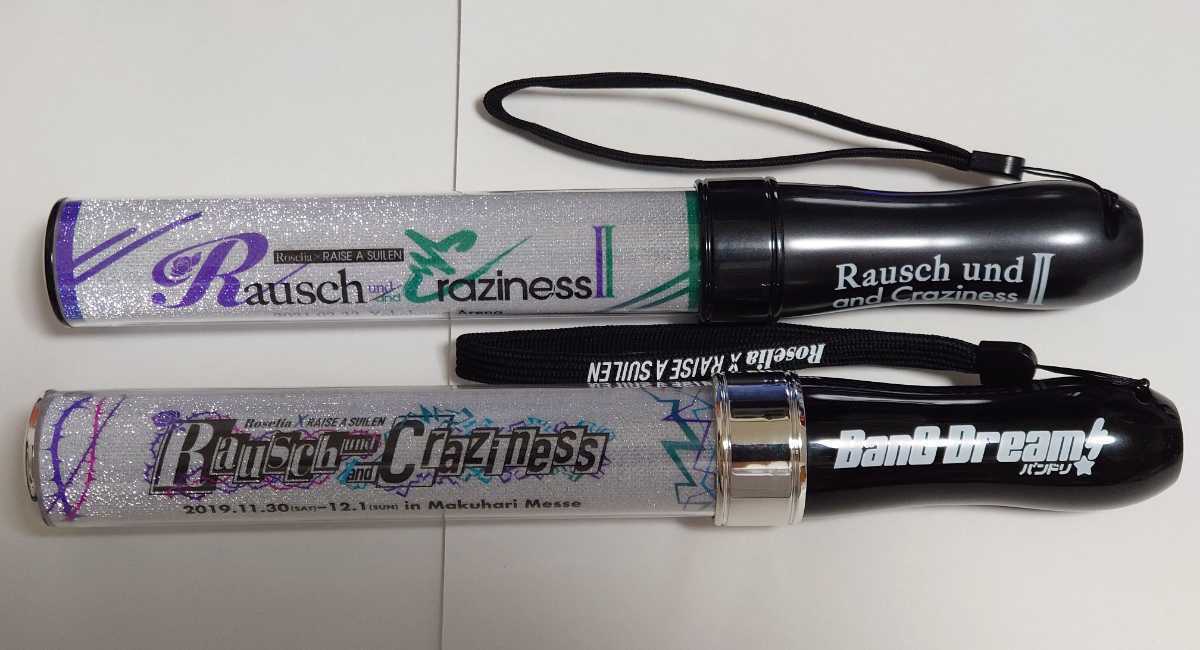 Roselia × RAISE A SUILEN
Rausch und
and Craziness II
Arena
Rausch und
and Craziness II
Roselia X RAISE A SUILEN
Roselia X RAISE A SUILEN
Rausch und
and Craziness
2019.11.30(SAT)–12.1(SUN) in Makuhari Messe
BanG Dream!
バンドリ